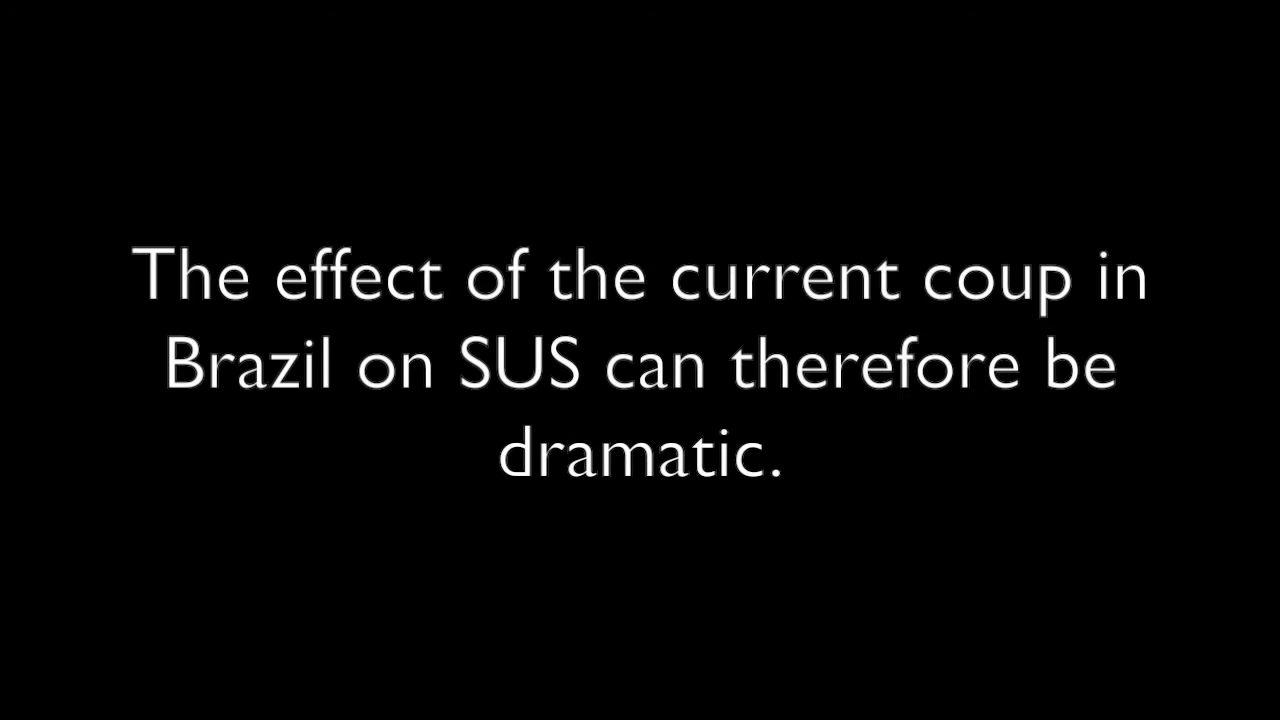 The effect of the current coup in
Brazil on SUS can therefore be
dramatic.